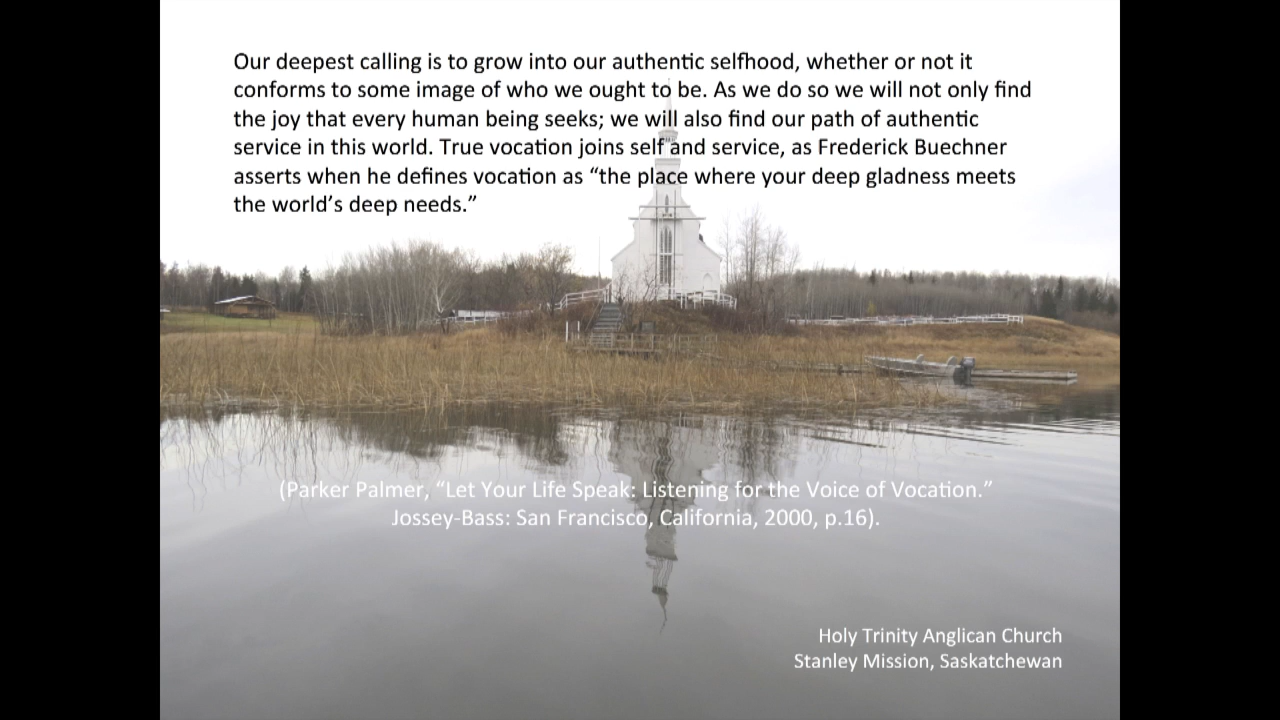 Our deepest calling is to grow into our authentic selfhood, whether or not it
conforms to some image of who we ought to be. As we do so we will not only find
the joy that every human being seeks; we will also find our path of authentic
service in this world. True vocation joins self and service, as Frederick Buechner
asserts when he defines vocation as “the place where your deep gladness meets
the world’s deep needs.”
(Parker Palmer, “Let Your Life Speak: Listening for the Voice of Vocation.”
Jossey-Bass: San Francisco, California, 2000, p.16).
Holy Trinity Anglican Church
Stanley Mission, Saskatchewan